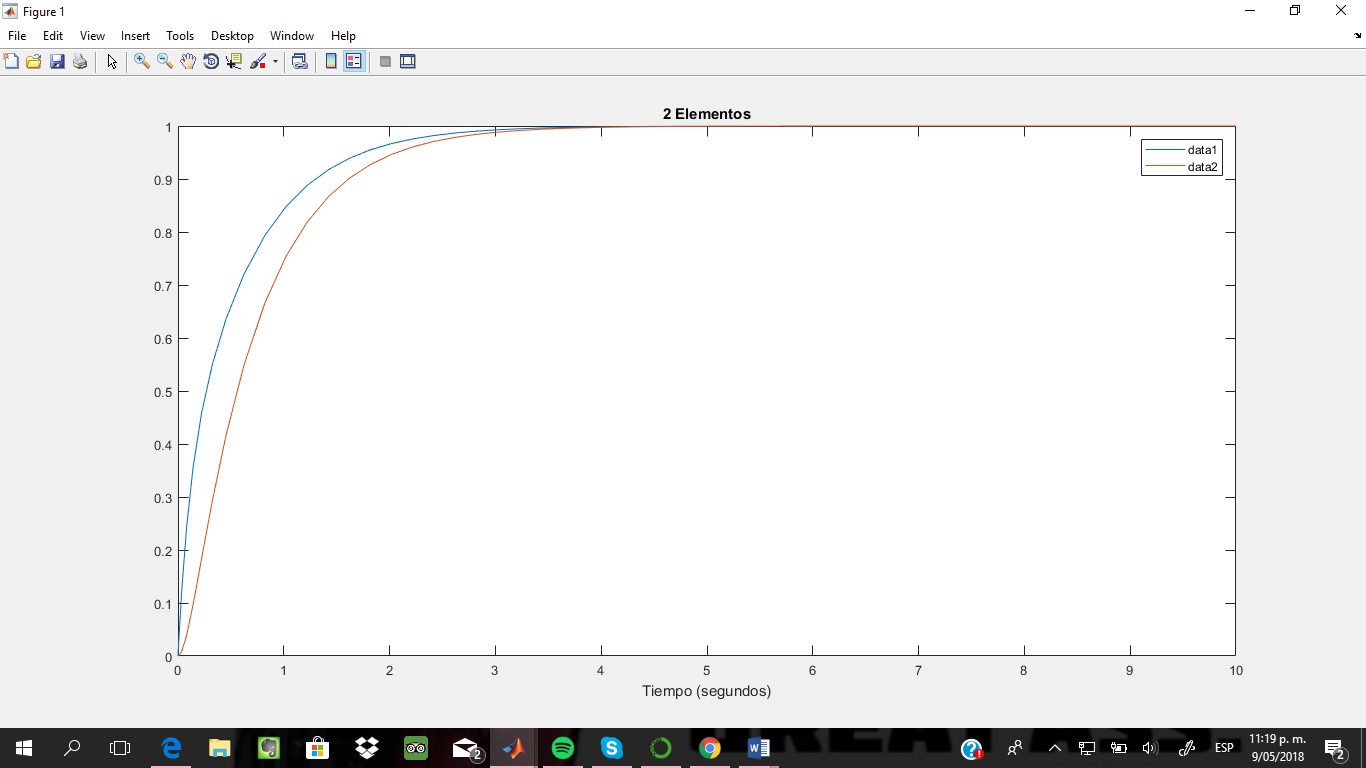 Figure 1
File Edit View Insert Tools Desktop Window Help
2 Elementos
1
0.9
0.8
0.7
0.6
0.5
0.4
0.3
0.2
0.1
0
data1
data2
0 1 2 3 4 5 6 7 8 9 10
Tiempo (segundos)
2
ESP
11:19 p. m.
9/05/2018
2